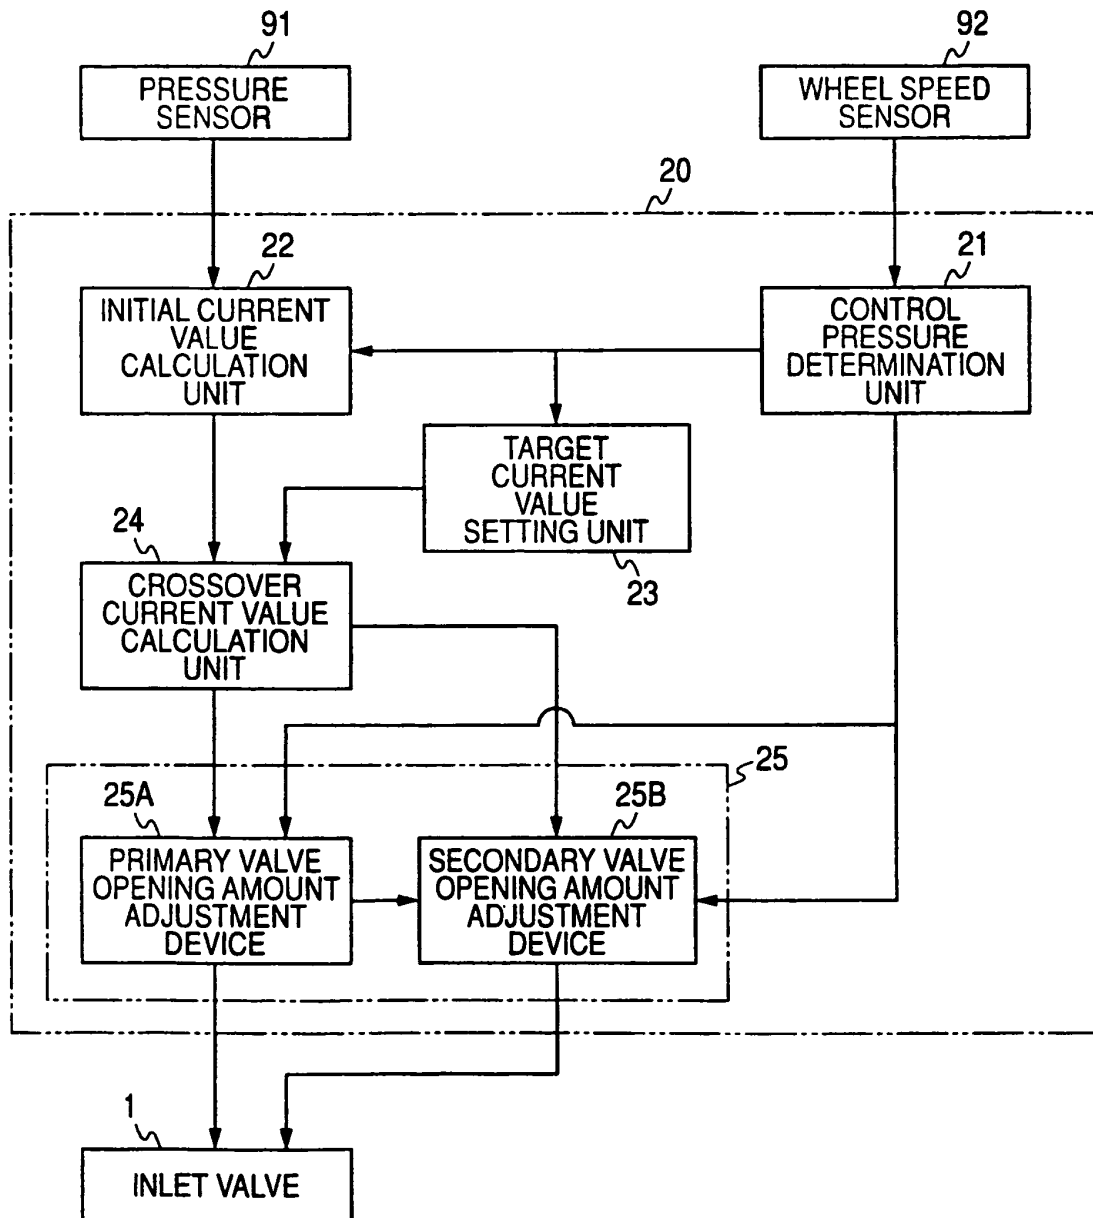 91
92
PRESSURE
SENSOR
WHEEL SPEED
SENSOR
20
22
21
INITIAL CURRENT
VALUE
CALCULATION
UNIT
CONTROL
PRESSURE
DETERMINATION
UNIT
TARGET
CURRENT
VALUE
SETTING UNIT
23
24
CROSSOVER
CURRENT VALUE
CALCULATION
UNIT
25
25A
25B
PRIMARY VALVE
OPENING AMOUNT
ADJUSTMENT
DEVICE
SECONDARY VALVE
OPENING AMOUNT
ADJUSTMENT
DEVICE
1
INLET VALVE